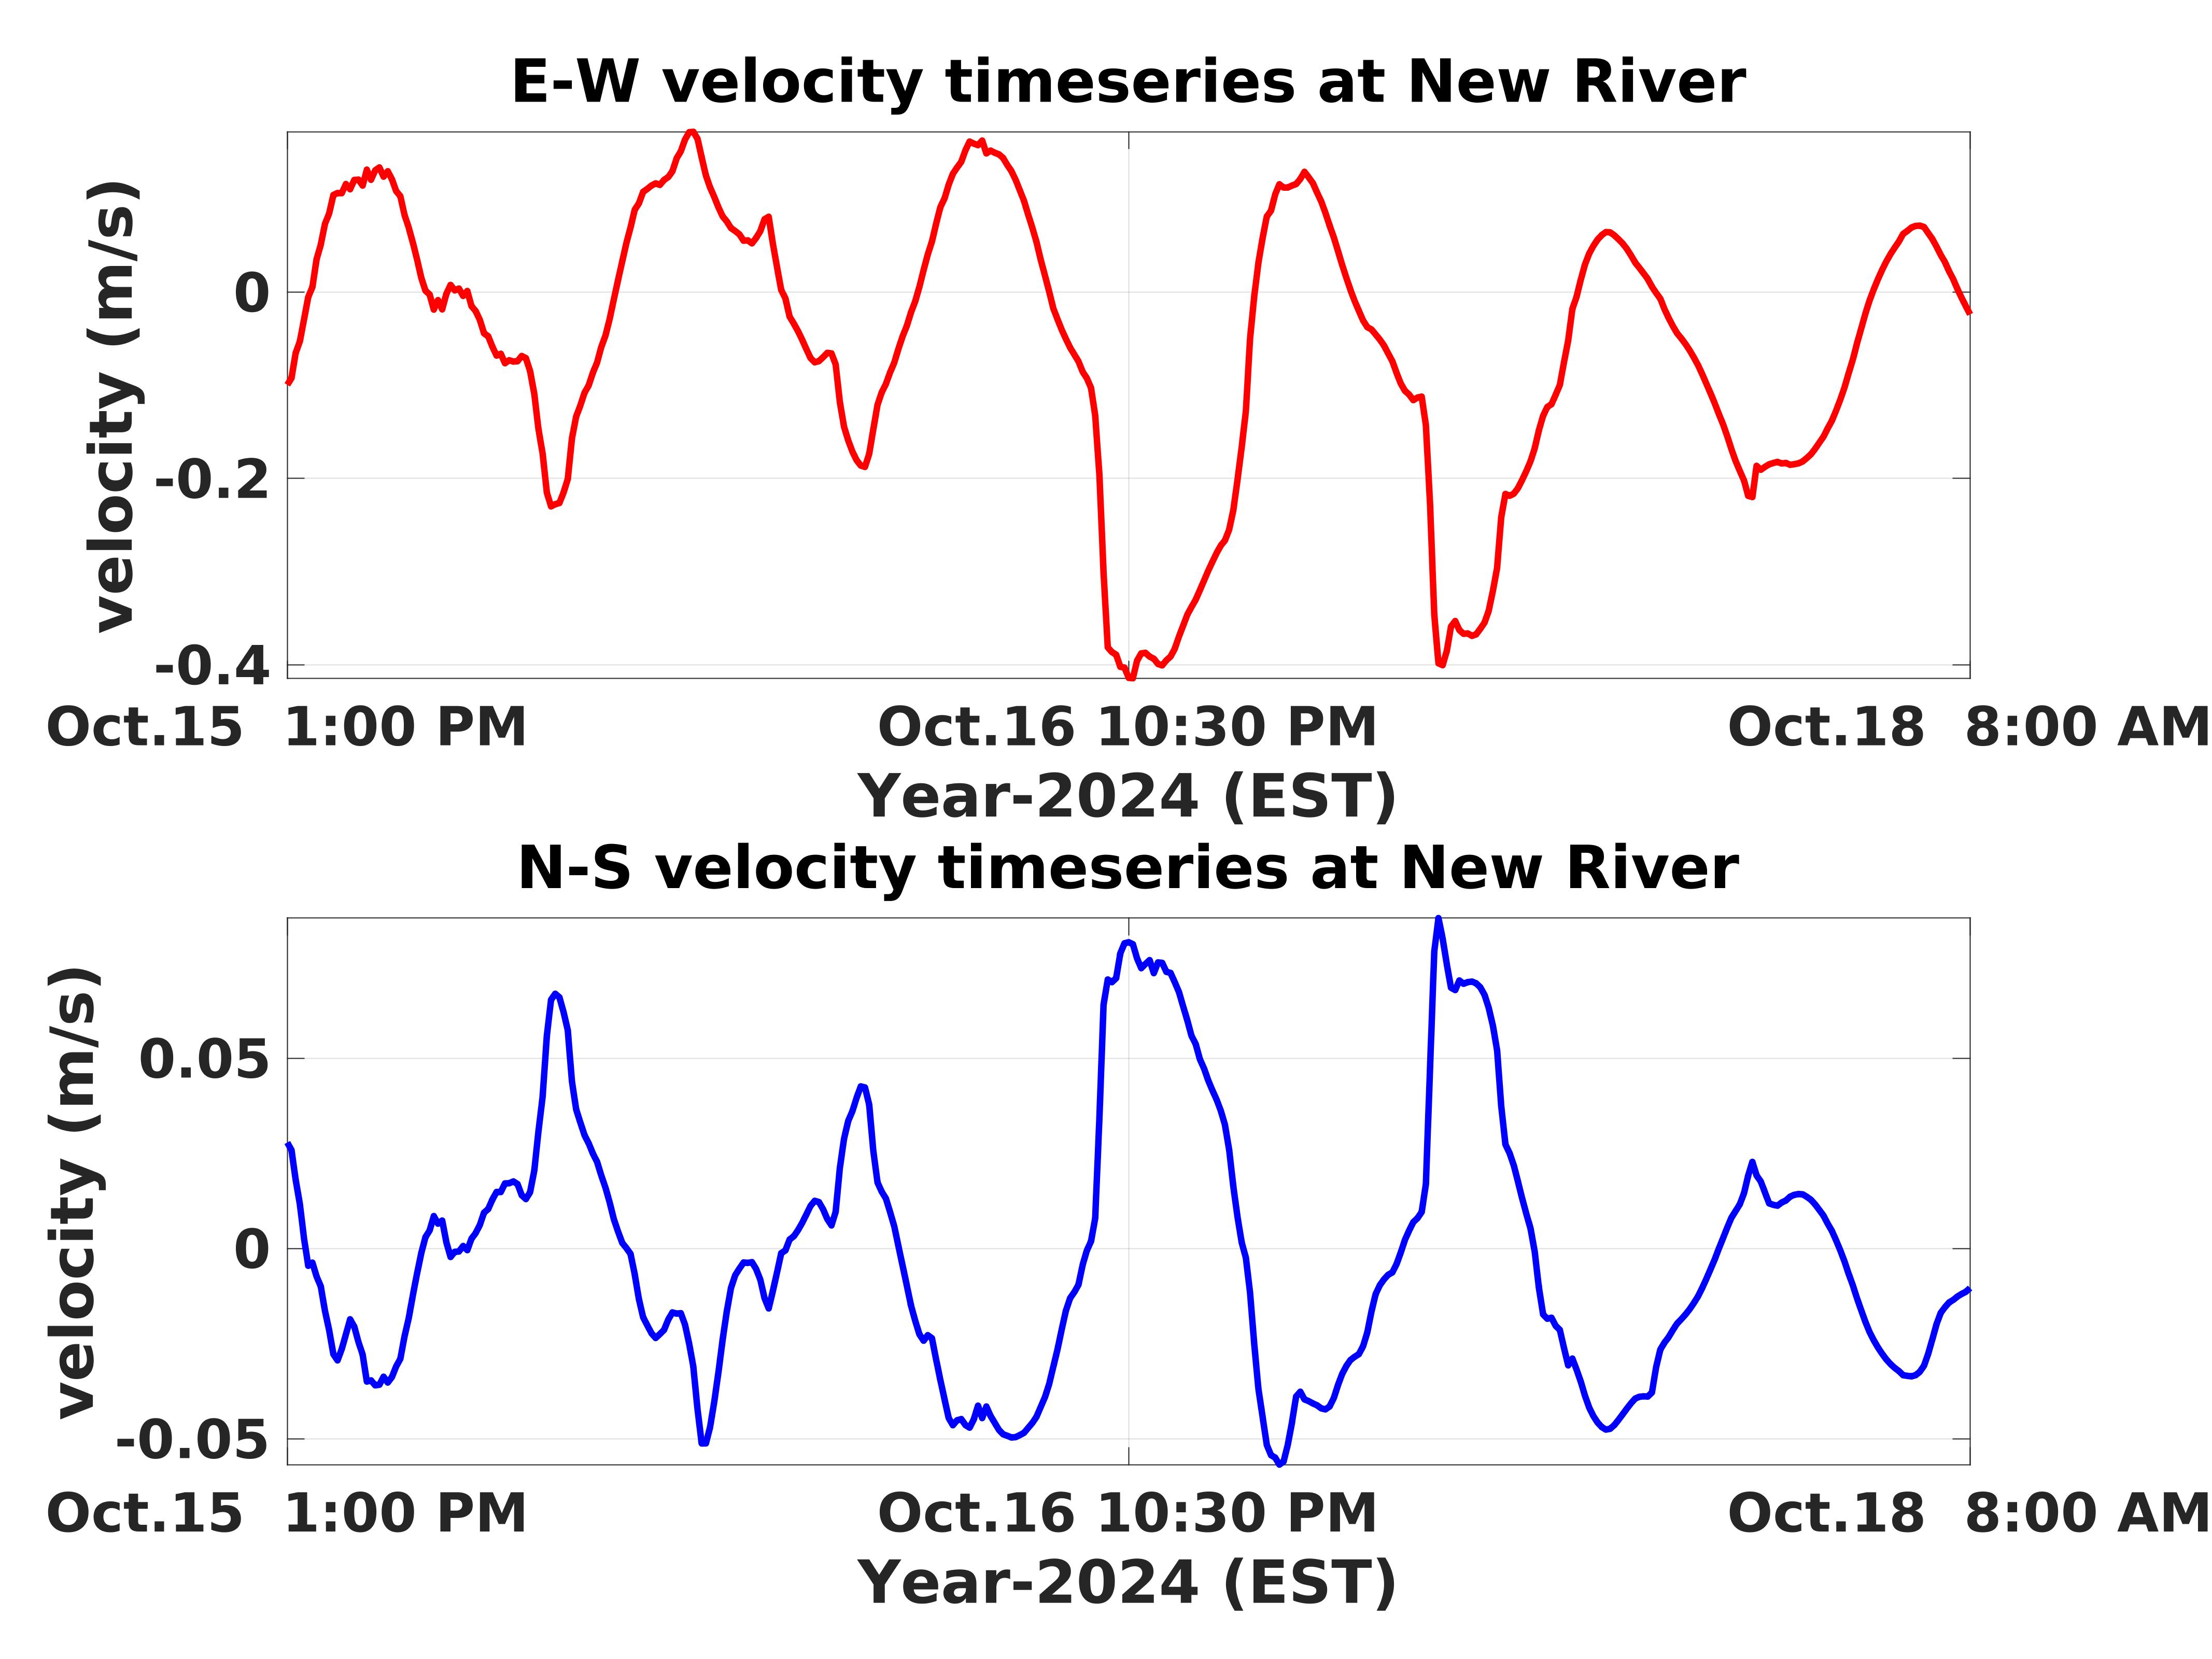 E-W velocity timeseries at New River
velocity (m/s)
0
-0.2
-0.4
Oct.15 1:00 PM Oct.16 10:30 PM Oct.18 8:00 AM
Year-2024 (EST)
N-S velocity timeseries at New River
velocity (m/s)
0.05
0
-0.05
Oct.15 1:00 PM Oct.16 10:30 PM Oct.18 8:00 AM
Year-2024 (EST)